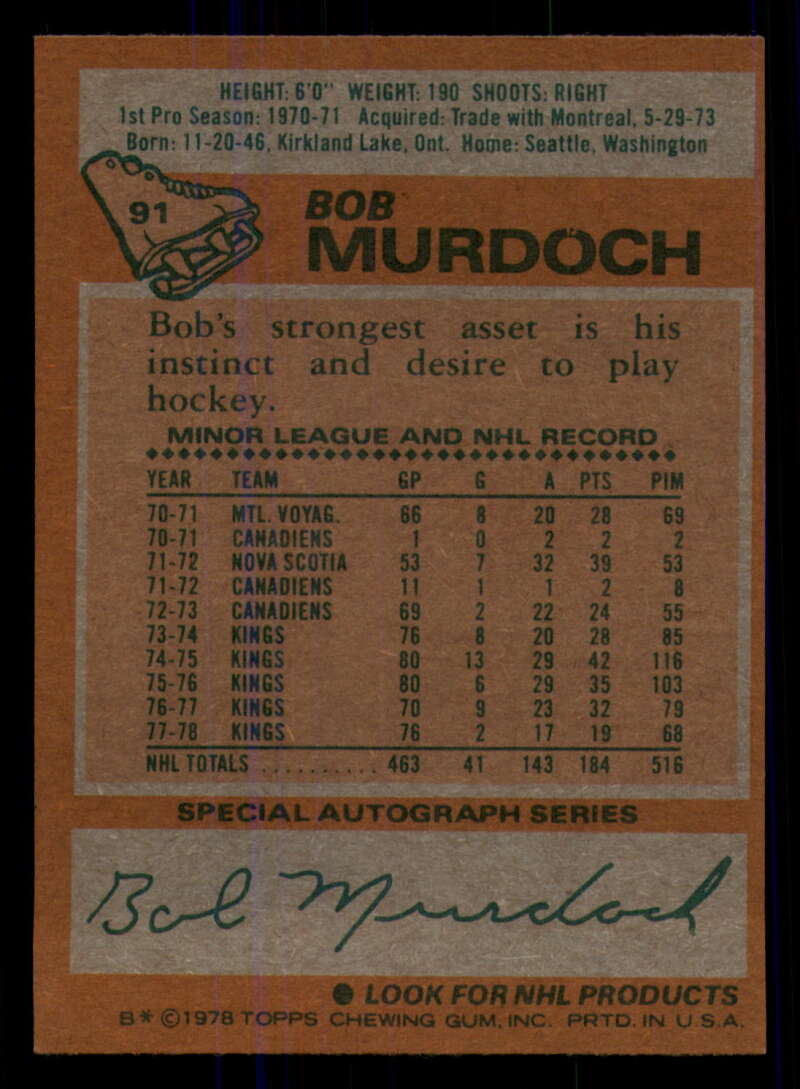 HEIGHT: 6'0" WEIGHT: 190 SHOOTS: RIGHT
1st Pro Season: 1970-71 Acquired: Trade with Montreal, 5-29-73
Born: 11-20-46, Kirkland Lake, Ont. Home: Seattle, Washington
91
BOB
MURDOCH
Bob's strongest asset is his
instinct and desire to play
hockey.
MINOR LEAGUE AND NHL RECORD
YEAR TEAM GP G A PTS PIM
70-71 MTL. VOYAG. 66 8 20 28 69
70-71 CANADIENS 1 0 2 2 2
71-72 NOVA SCOTIA 53 7 32 39 53
71-72 CANADIENS 11 1 1 2 8
72-73 CANADIENS 69 2 22 24 55
73-74 KINGS 76 8 20 28 85
74-75 KINGS 80 13 29 42 116
75-76 KINGS 80 6 29 35 103
76-77 KINGS 70 9 23 32 79
77-78 KINGS 76 2 17 19 68
NHL TOTALS .......... 463 41 143 184 516
SPECIAL AUTOGRAPH SERIES
Bob Murdoch
● LOOK FOR NHL PRODUCTS
B* ©1978 TOPPS CHEWING GUM, INC. PRTD. IN U.S.A.